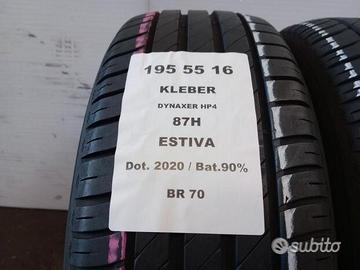 195 55 16
KLEBER
DYNAXER HP4
87H
ESTIVA
Dot. 2020 / Bat.90%
BR 70
subito